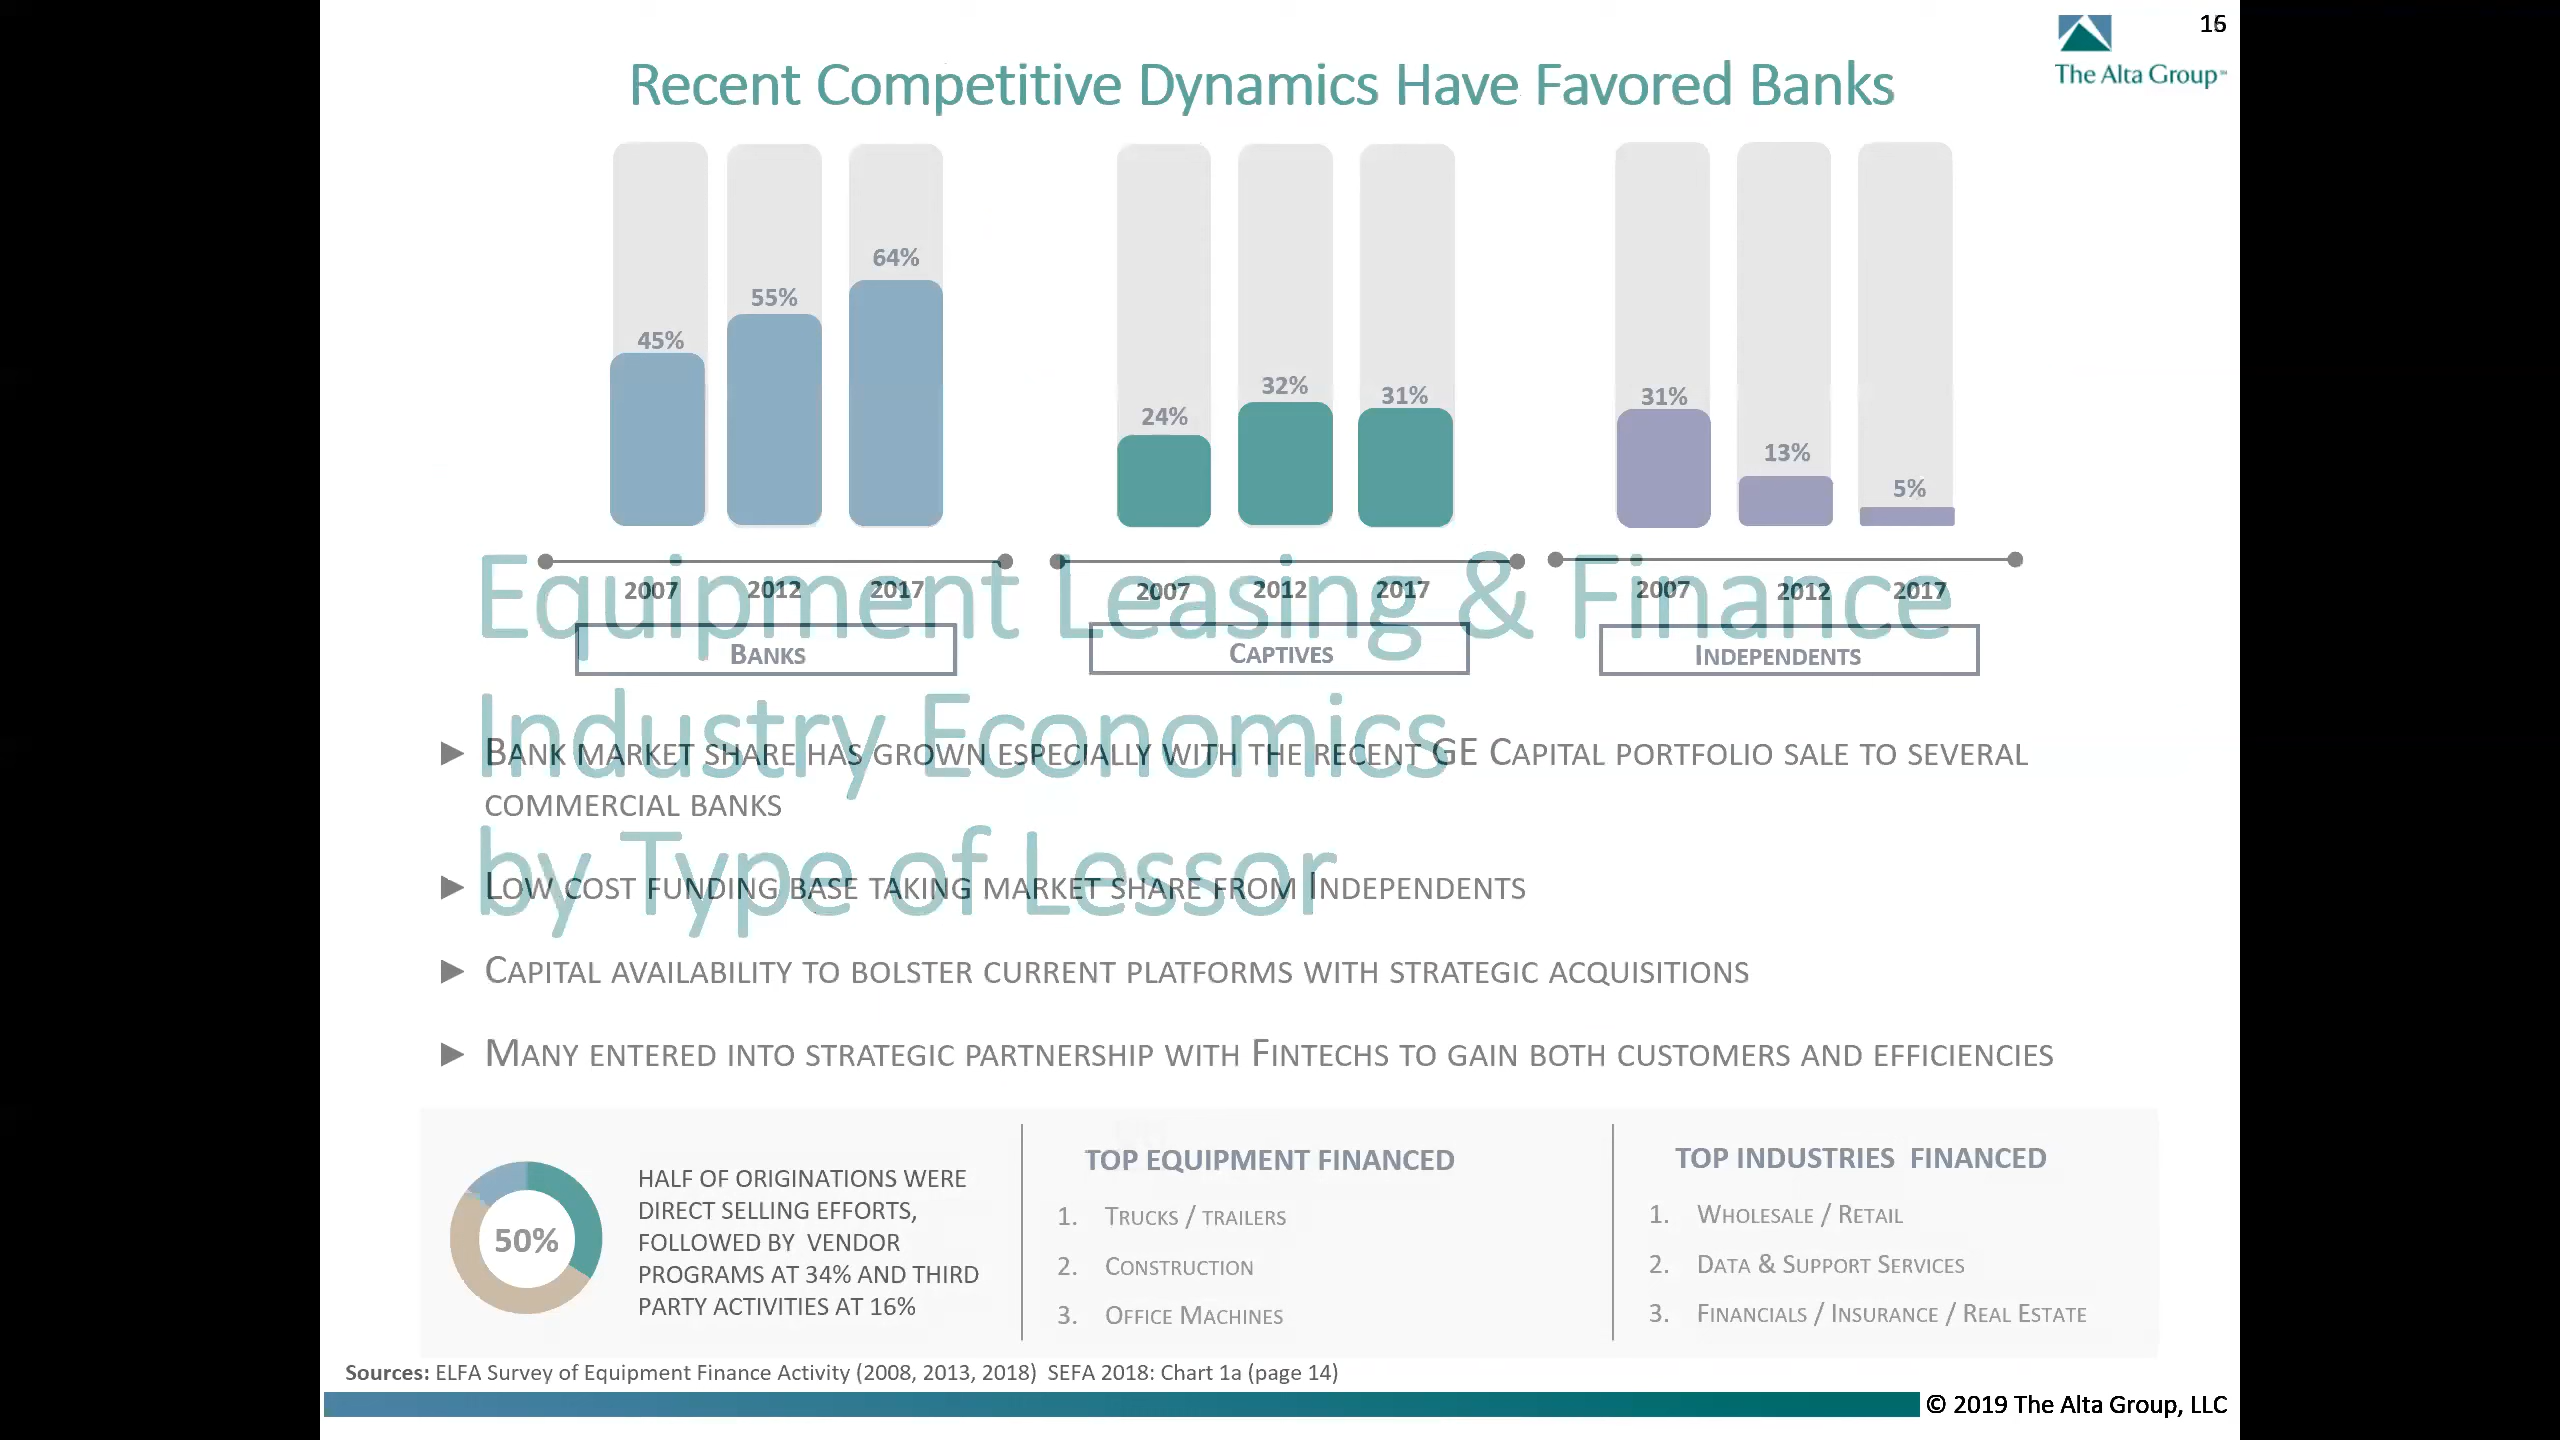 16
The Alta Group
Recent Competitive Dynamics Have Favored Banks
45%
55%
64%
24%
32%
31%
31%
13%
5%
2007 2012 2017
2007 2012 2017
2007 2012 2017
BANKS
CAPTIVES
INDEPENDENTS
Equipment Leasing & Finance
Industry Economics
by Type of Lessor
► BANK MARKET SHARE HAS GROWN ESPECIALLY WITH THE RECENT GE CAPITAL PORTFOLIO SALE TO SEVERAL
COMMERCIAL BANKS
► LOW COST FUNDING BASE TAKING MARKET SHARE FROM INDEPENDENTS
► CAPITAL AVAILABILITY TO BOLSTER CURRENT PLATFORMS WITH STRATEGIC ACQUISITIONS
► MANY ENTERED INTO STRATEGIC PARTNERSHIP WITH FINTECHS TO GAIN BOTH CUSTOMERS AND EFFICIENCIES
50%
HALF OF ORIGINATIONS WERE
DIRECT SELLING EFFORTS,
FOLLOWED BY VENDOR
PROGRAMS AT 34% AND THIRD
PARTY ACTIVITIES AT 16%
TOP EQUIPMENT FINANCED
1. TRUCKS / TRAILERS
2. CONSTRUCTION
3. OFFICE MACHINES
TOP INDUSTRIES FINANCED
1. WHOLESALE / RETAIL
2. DATA & SUPPORT SERVICES
3. FINANCIALS / INSURANCE / REAL ESTATE
Sources: ELFA Survey of Equipment Finance Activity (2008, 2013, 2018) SEFA 2018: Chart 1a (page 14)
© 2019 The Alta Group, LLC